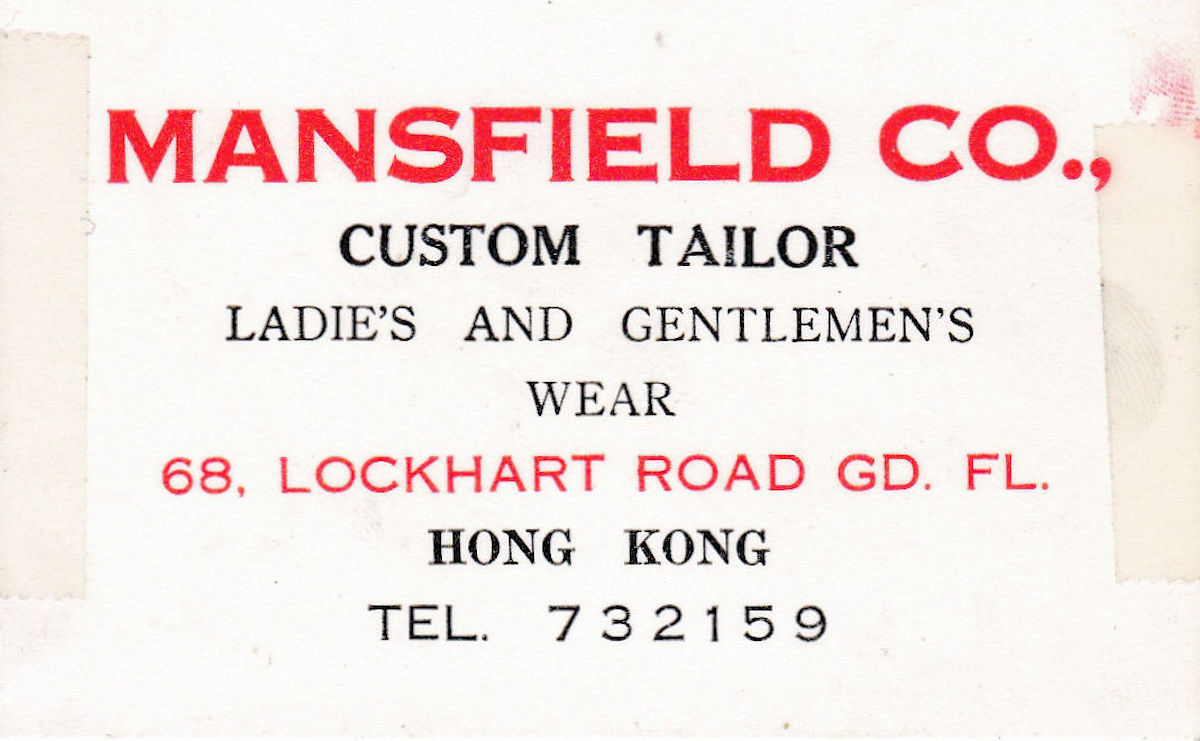 MANSFIELD CO.,
CUSTOM TAILOR
LADIE'S AND GENTLEMEN'S
WEAR
68, LOCKHART ROAD GD. FL.
HONG KONG
TEL. 732159